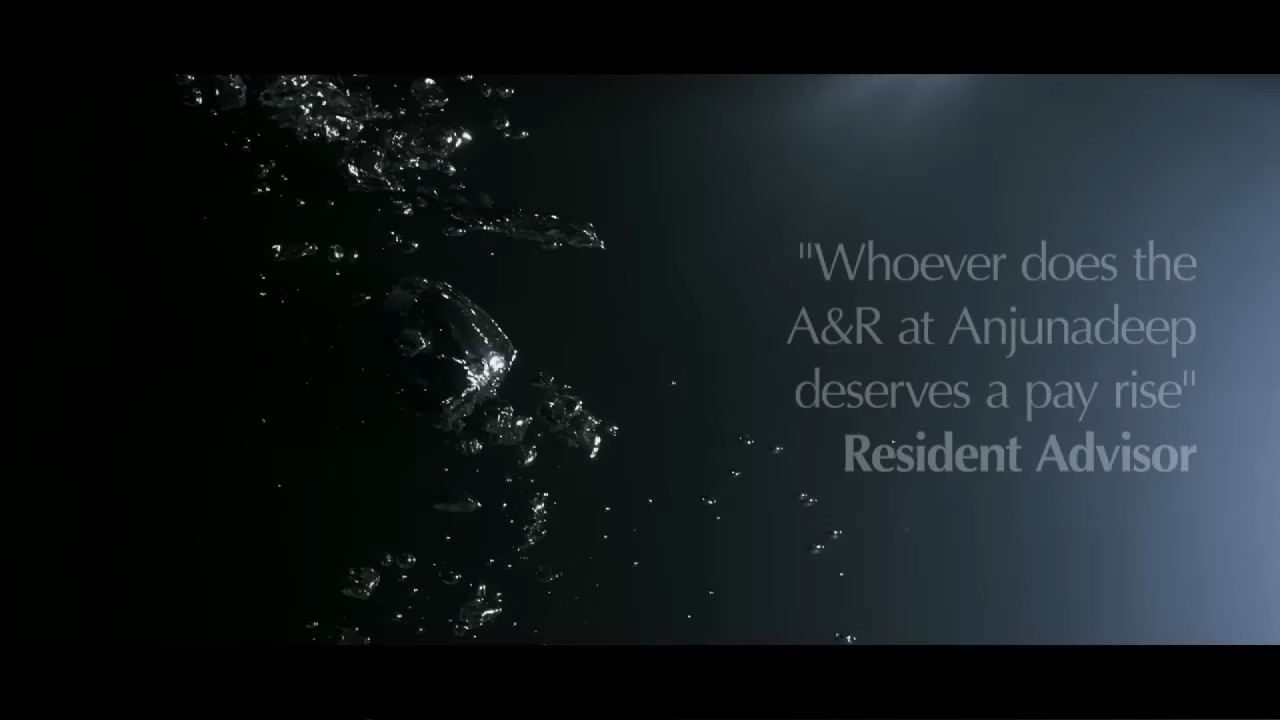 "Whoever does the
A&R at Anjunadeep
deserves a pay rise"
Resident Advisor